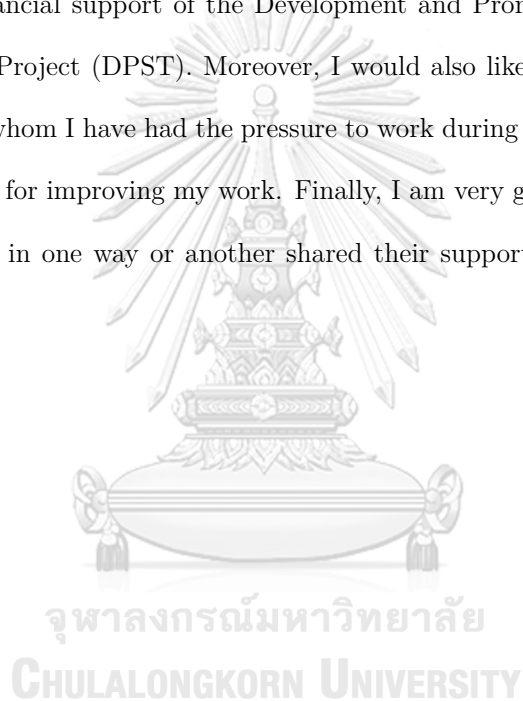 ancial support of the Development and Pro
Project (DPST). Moreover, I would also like
whom I have had the pressure to work during
for improving my work. Finally, I am very g
in one way or another shared their support
จุฬาลงกรณ์มหาวิทยาลัย
CHULALONGKORN UNIVERSITY